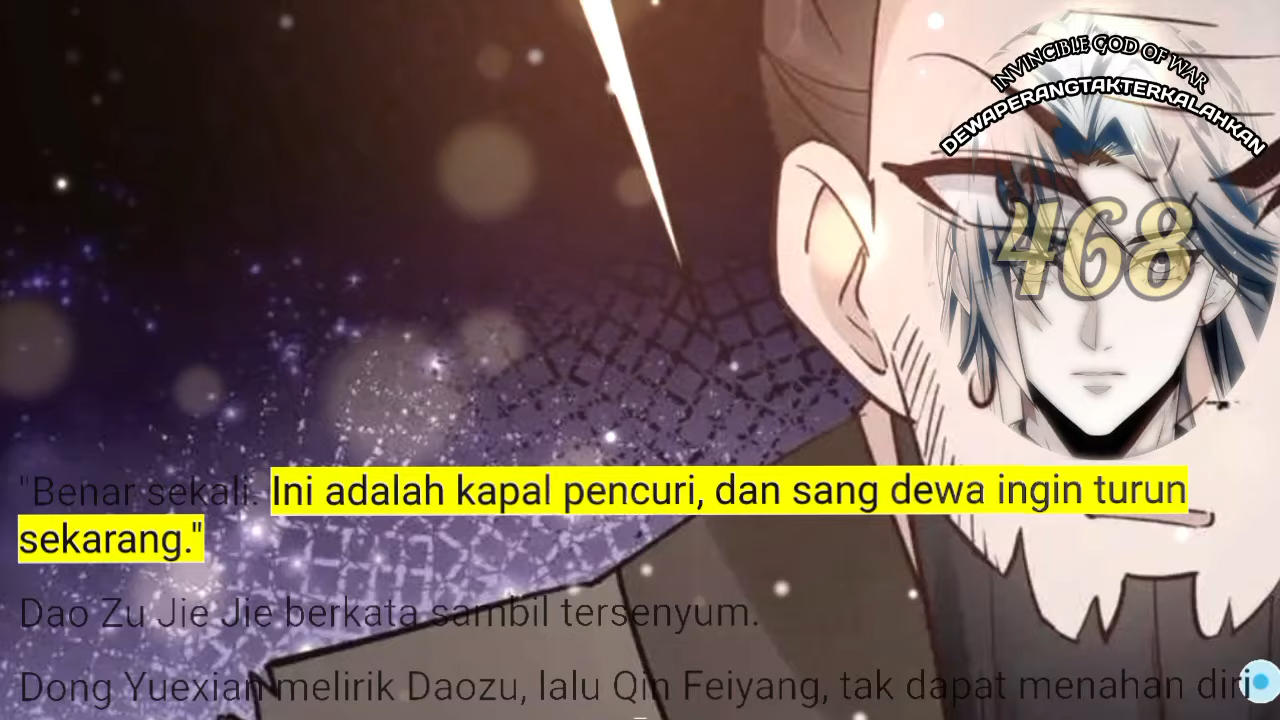 INVINCIBLE GOD OF WAR
DEWAPERANGTAKTERKALAHKAN
468
"Benar sekali. Ini adalah kapal pencuri, dan sang dewa ingin turun
sekarang."
Dao Zu Jie Jie berkata sambil tersenyum.
Dong Yuexian melirik Daozu, lalu Qin Feiyang, tak dapat menahan diri